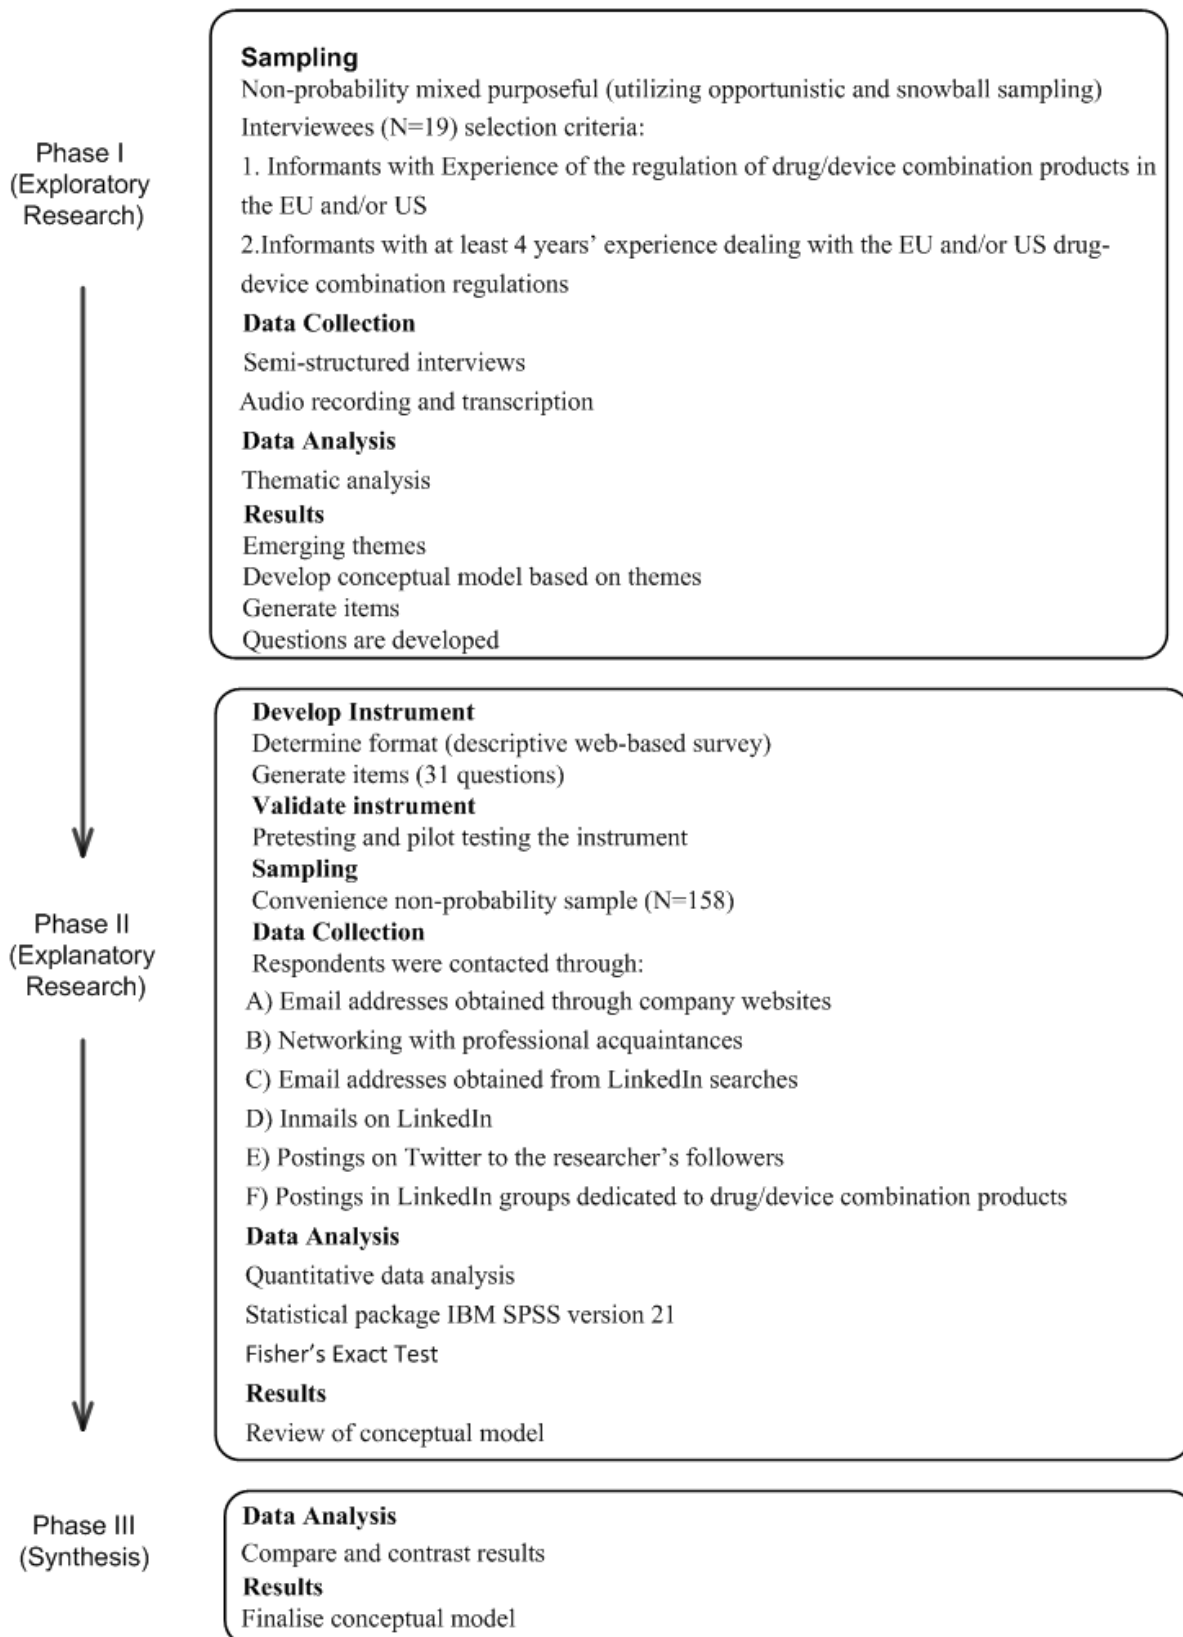 Phase I
(Exploratory
Research)
Sampling
Non-probability mixed purposeful (utilizing opportunistic and snowball sampling)
Interviewees (N=19) selection criteria:
1. Informants with Experience of the regulation of drug/device combination products in
the EU and/or US
2.Informants with at least 4 years’ experience dealing with the EU and/or US drug-
device combination regulations
Data Collection
Semi-structured interviews
Audio recording and transcription
Data Analysis
Thematic analysis
Results
Emerging themes
Develop conceptual model based on themes
Generate items
Questions are developed
Phase II
(Explanatory
Research)
Develop Instrument
Determine format (descriptive web-based survey)
Generate items (31 questions)
Validate instrument
Pretesting and pilot testing the instrument
Sampling
Convenience non-probability sample (N=158)
Data Collection
Respondents were contacted through:
A) Email addresses obtained through company websites
B) Networking with professional acquaintances
C) Email addresses obtained from LinkedIn searches
D) Inmails on LinkedIn
E) Postings on Twitter to the researcher’s followers
F) Postings in LinkedIn groups dedicated to drug/device combination products
Data Analysis
Quantitative data analysis
Statistical package IBM SPSS version 21
Fisher’s Exact Test
Results
Review of conceptual model
Phase III
(Synthesis)
Data Analysis
Compare and contrast results
Results
Finalise conceptual model